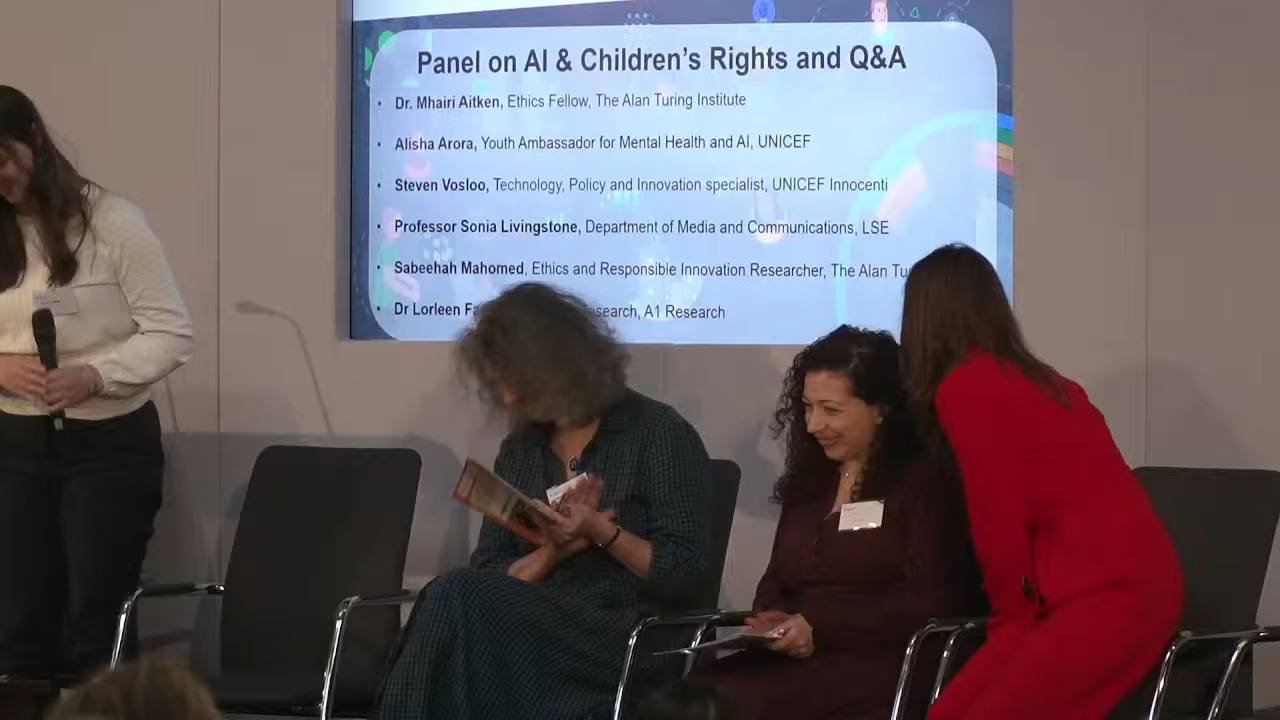 Panel on AI & Children's Rights and Q&A
• Dr. Mhairi Aitken, Ethics Fellow, The Alan Turing Institute
• Alisha Arora, Youth Ambassador for Mental Health and AI, UNICEF
• Steven Vosloo, Technology, Policy and Innovation specialist, UNICEF Innocenti
• Professor Sonia Livingstone, Department of Media and Communications, LSE
• Sabeehah Mahomed, Ethics and Responsible Innovation Researcher, The Alan
• Dr Lorleen A1 Research